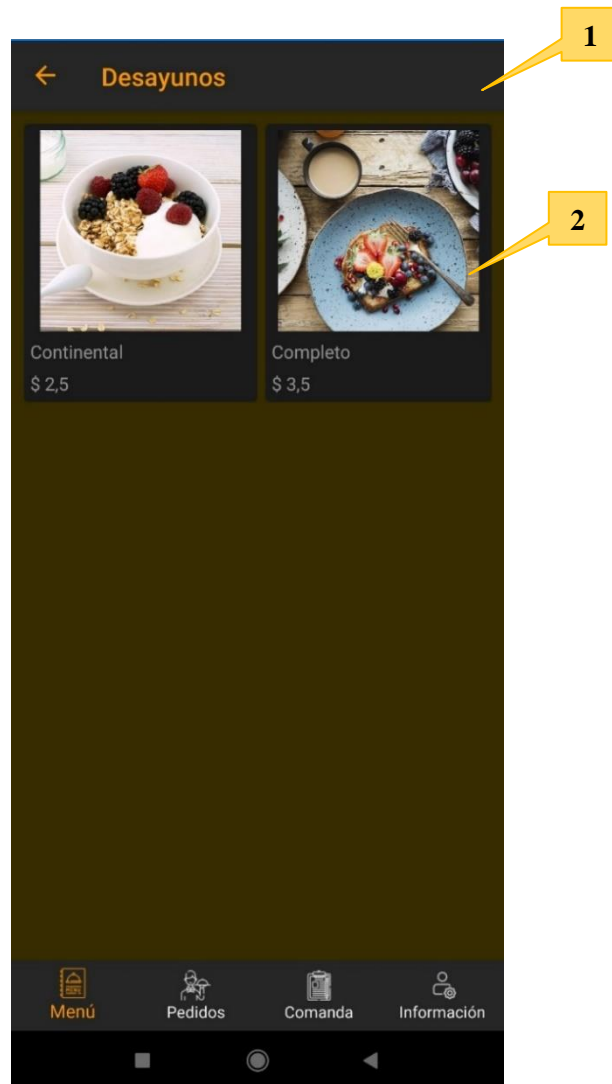 1
Desayunos
2
Continental
Completo
$ 2,5
$ 3,5
Menú
Pedidos
Comanda
Información